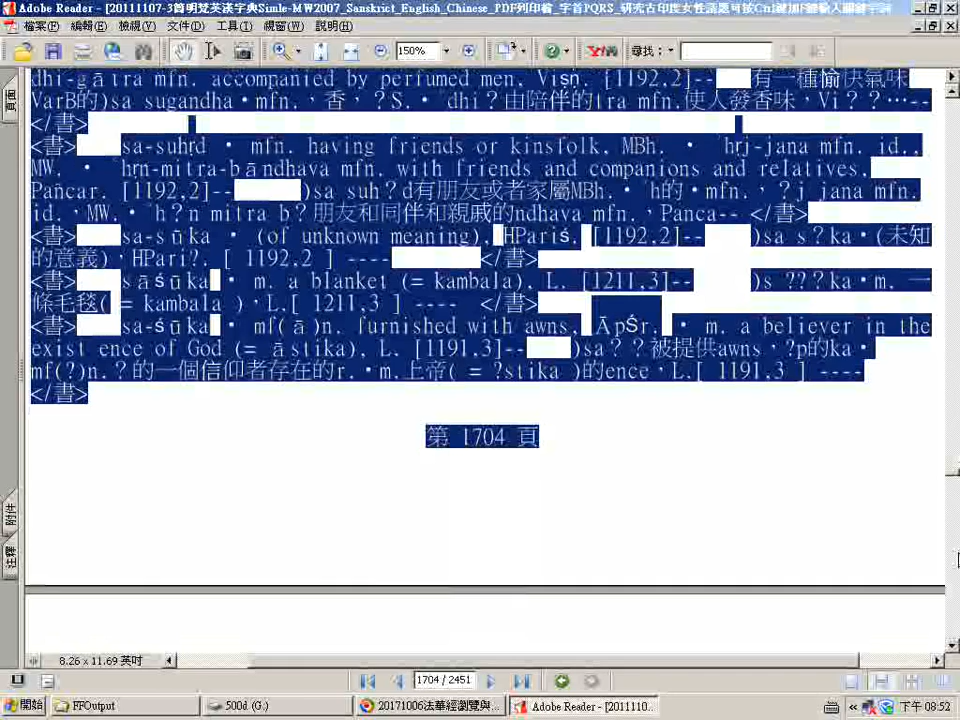 Adobe Reader - [20111107-3簡明梵英漢字典Simle-MW2007_Sanskrict_English_Chinese_PDF列印檔_字首PQRS_研究古印度女性話題可按Ctrl鍵加F鍵輸入關鍵字詞
檔案(F) 編輯(E) 檢視(V) 文件(D) 工具(T) 視窗(W) 說明(H)
150% 尋找：
頁面
dhi-gātra mfn. accompanied by perfumed men, Viṣṇ. [1192,2]-- 有一種愉快氣味
VarB的)sa sugandha‧mfn.，香，?S.‧ dhi？由陪伴的tra mfn.使人發香味，Vi？？…--
</書>
<書> sa-suhṛd ‧ mfn. having friends or kinsfolk, MBh. ‧ °hṛj-jana mfn. id.,
MW. ‧ °hṛn-mitra-bāndhava mfn. with friends and companions and relatives,
Pañcar. [1192,2]-- )sa suh？d有朋友或者家屬MBh.‧°h的‧mfn.，？j jana mfn.
id.，MW.‧°h？n mitra b？朋友和同伴和親戚的ndhava mfn.，Panca-- </書>
<書> sa-sūka ‧ (of unknown meaning), HPariś. [1192,2]-- )sa s？ka‧(未知
的意義)，HPari?. [ 1192,2 ] ---- </書>
<書> sāśūka ‧ m. a blanket (= kambala), L. [1211,3]-- )s ??？ka‧m. 一
條毛毯( = kambala )，L.[ 1211,3 ] ---- </書>
<書> sa-śūka ‧ mf(ā)n. furnished with awns, ĀpŚr. ‧ m. a believer in the
exist ence of God (= āstika), L. [1191,3]-- )sa？？被提供awns，?p的ka‧
mf(?)n.？的一個信仰者存在的r.‧m.上帝( = ?stika )的ence，L.[ 1191,3 ] ----
</書>
第 1704 頁
附件
注釋
8.26 x 11.69 英吋
1704 / 2451
開始 FFOutput 500d (G:) 20171006法華經瀏覽與... Adobe Reader - [2011110... 下午 08:52